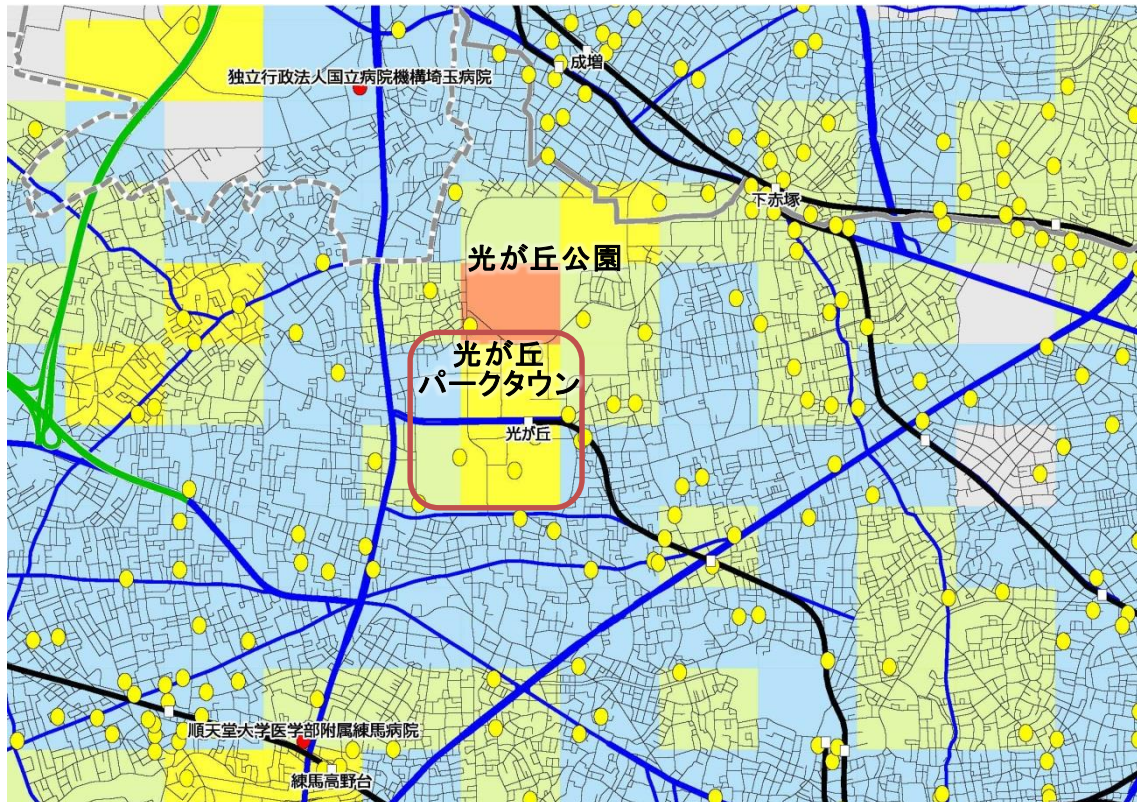 成増
独立行政法人国立病院機構埼玉病院
下赤塚
光が丘公園
光が丘
パークタウン
光が丘
順天堂大学医学部附属練馬病院
練馬高野台